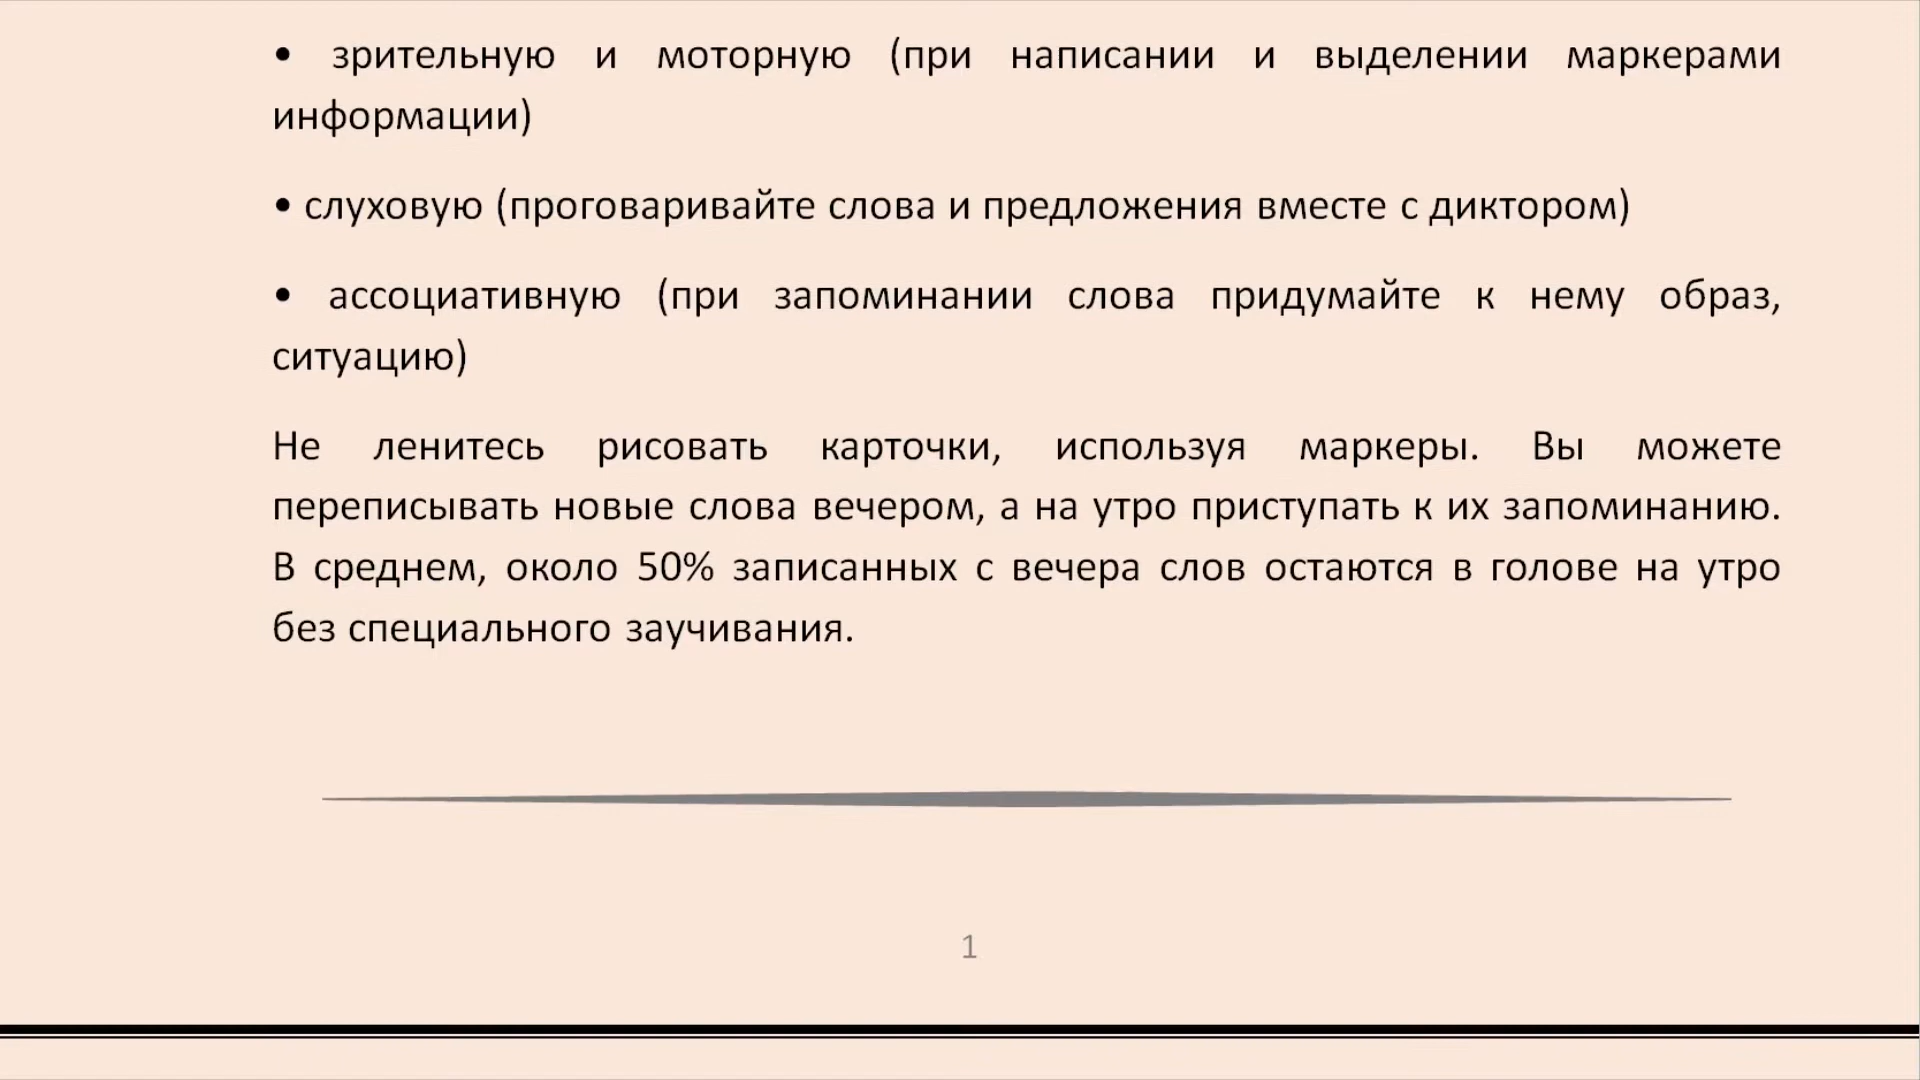 • зрительную и моторную (при написании и выделении маркерами
информации)
• слуховую (проговаривайте слова и предложения вместе с диктором)
• ассоциативную (при запоминании слова придумайте к нему образ,
ситуацию)
Не ленитесь рисовать карточки, используя маркеры. Вы можете
переписывать новые слова вечером, а на утро приступать к их запоминанию.
В среднем, около 50% записанных с вечера слов остаются в голове на утро
без специального заучивания.
1